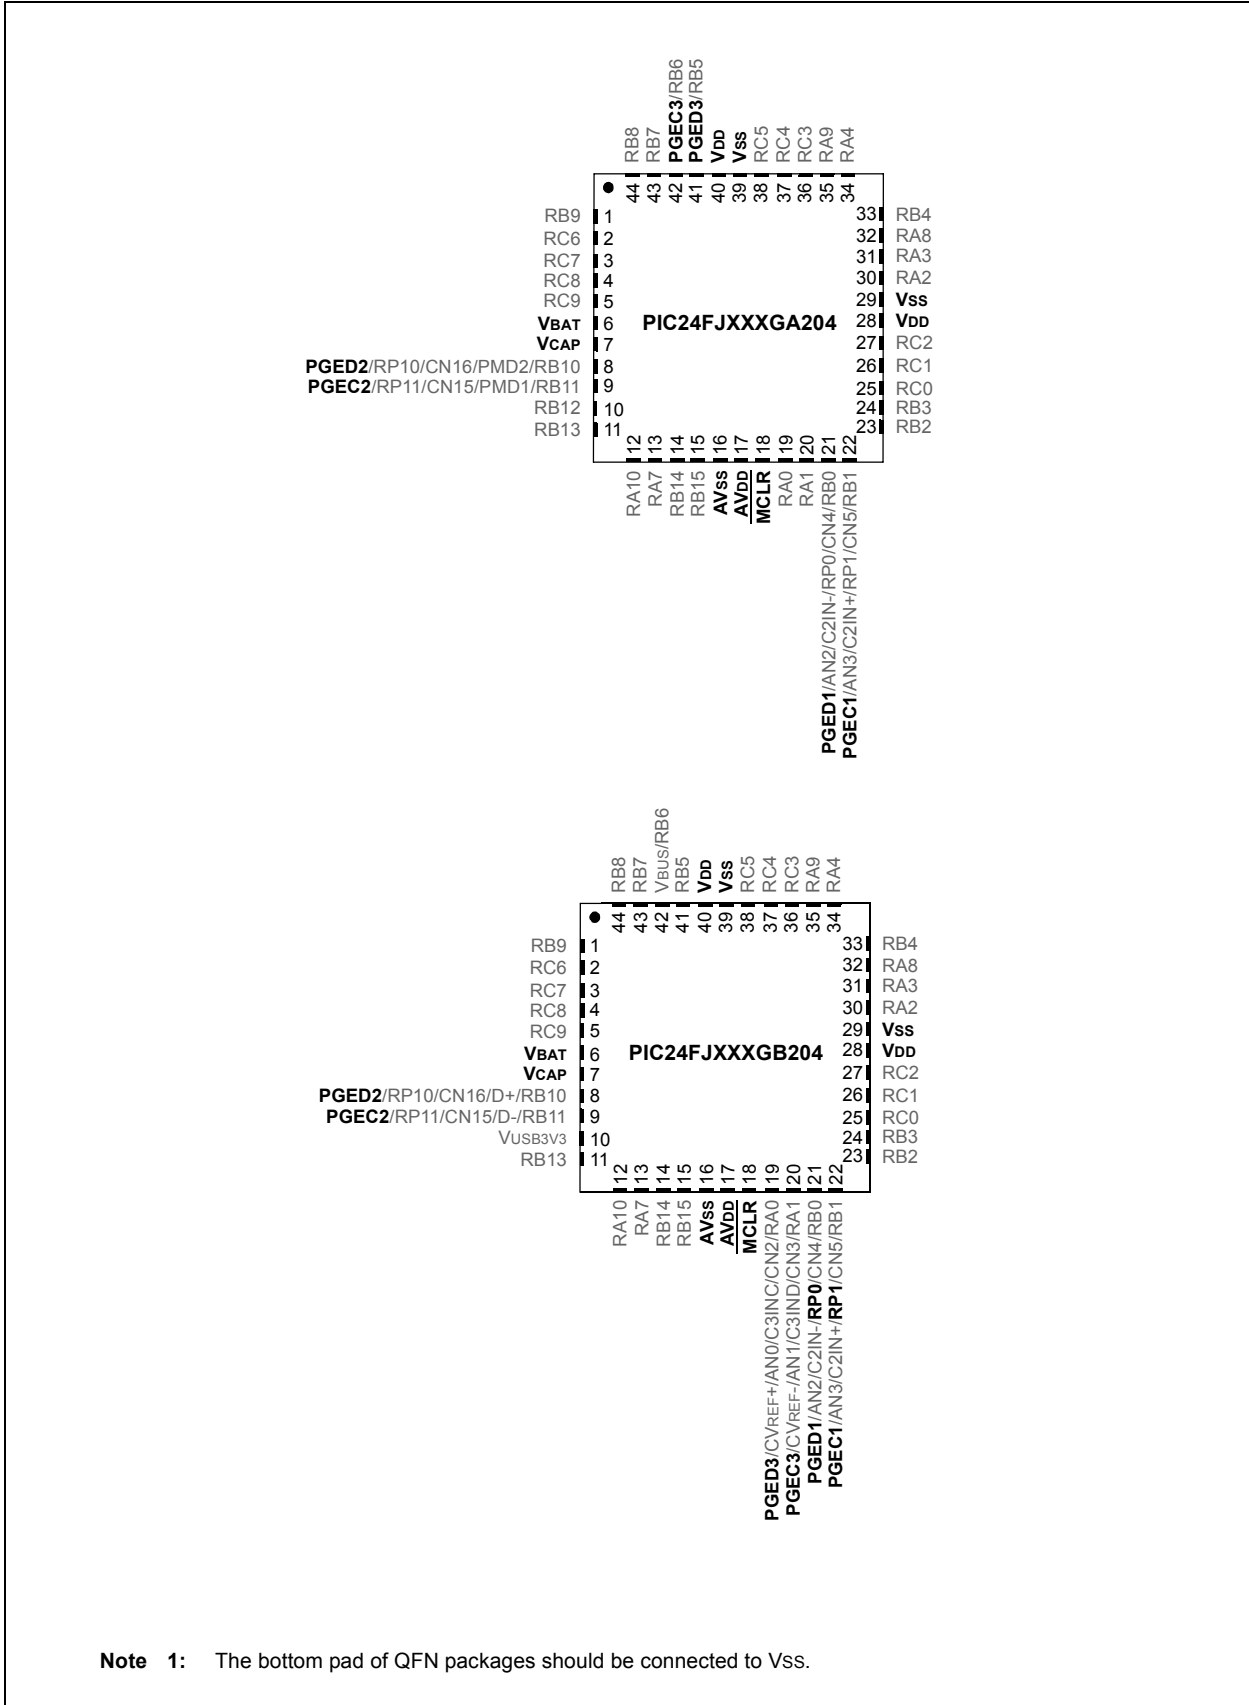 RB8
RB7
PGEC3/RB6
PGED3/RB5
VDD
VSS
RC5
RC4
RC3
RA9
RA4
44
43
42
41
40
39
38
37
36
35
34
RB9 1
RC6 2
RC7 3
RC8 4
RC9 5
VBAT 6
VCAP 7
PGED2/RP10/CN16/PMD2/RB10 8
PGEC2/RP11/CN15/PMD1/RB11 9
RB12 10
RB13 11
PIC24FJXXXGA204
33 RB4
32 RA8
31 RA3
30 RA2
29 VSS
28 VDD
27 RC2
26 RC1
25 RC0
24 RB3
23 RB2
12
13
14
15
16
17
18
19
20
21
22
RA10
RA7
RB14
RB15
AVSS
AVDD
MCLR
RA0
RA1
PGED1/AN2/C2IN-/RP0/CN4/RB0
PGEC1/AN3/C2IN+/RP1/CN5/RB1
RB8
RB7
VBUS/RB6
RB5
VDD
VSS
RC5
RC4
RC3
RA9
RA4
44
43
42
41
40
39
38
37
36
35
34
RB9 1
RC6 2
RC7 3
RC8 4
RC9 5
VBAT 6
VCAP 7
PGED2/RP10/CN16/D+/RB10 8
PGEC2/RP11/CN15/D-/RB11 9
VUSB3V3 10
RB13 11
PIC24FJXXXGB204
33 RB4
32 RA8
31 RA3
30 RA2
29 VSS
28 VDD
27 RC2
26 RC1
25 RC0
24 RB3
23 RB2
12
13
14
15
16
17
18
19
20
21
22
RA10
RA7
RB14
RB15
AVSS
AVDD
MCLR
PGED3/CVREF+/AN0/C3INC/CN2/RA0
PGEC3/CVREF-/AN1/C3IND/CN3/RA1
PGED1/AN2/C2IN-/RP0/CN4/RB0
PGEC1/AN3/C2IN+/RP1/CN5/RB1
Note 1: The bottom pad of QFN packages should be connected to VSS.